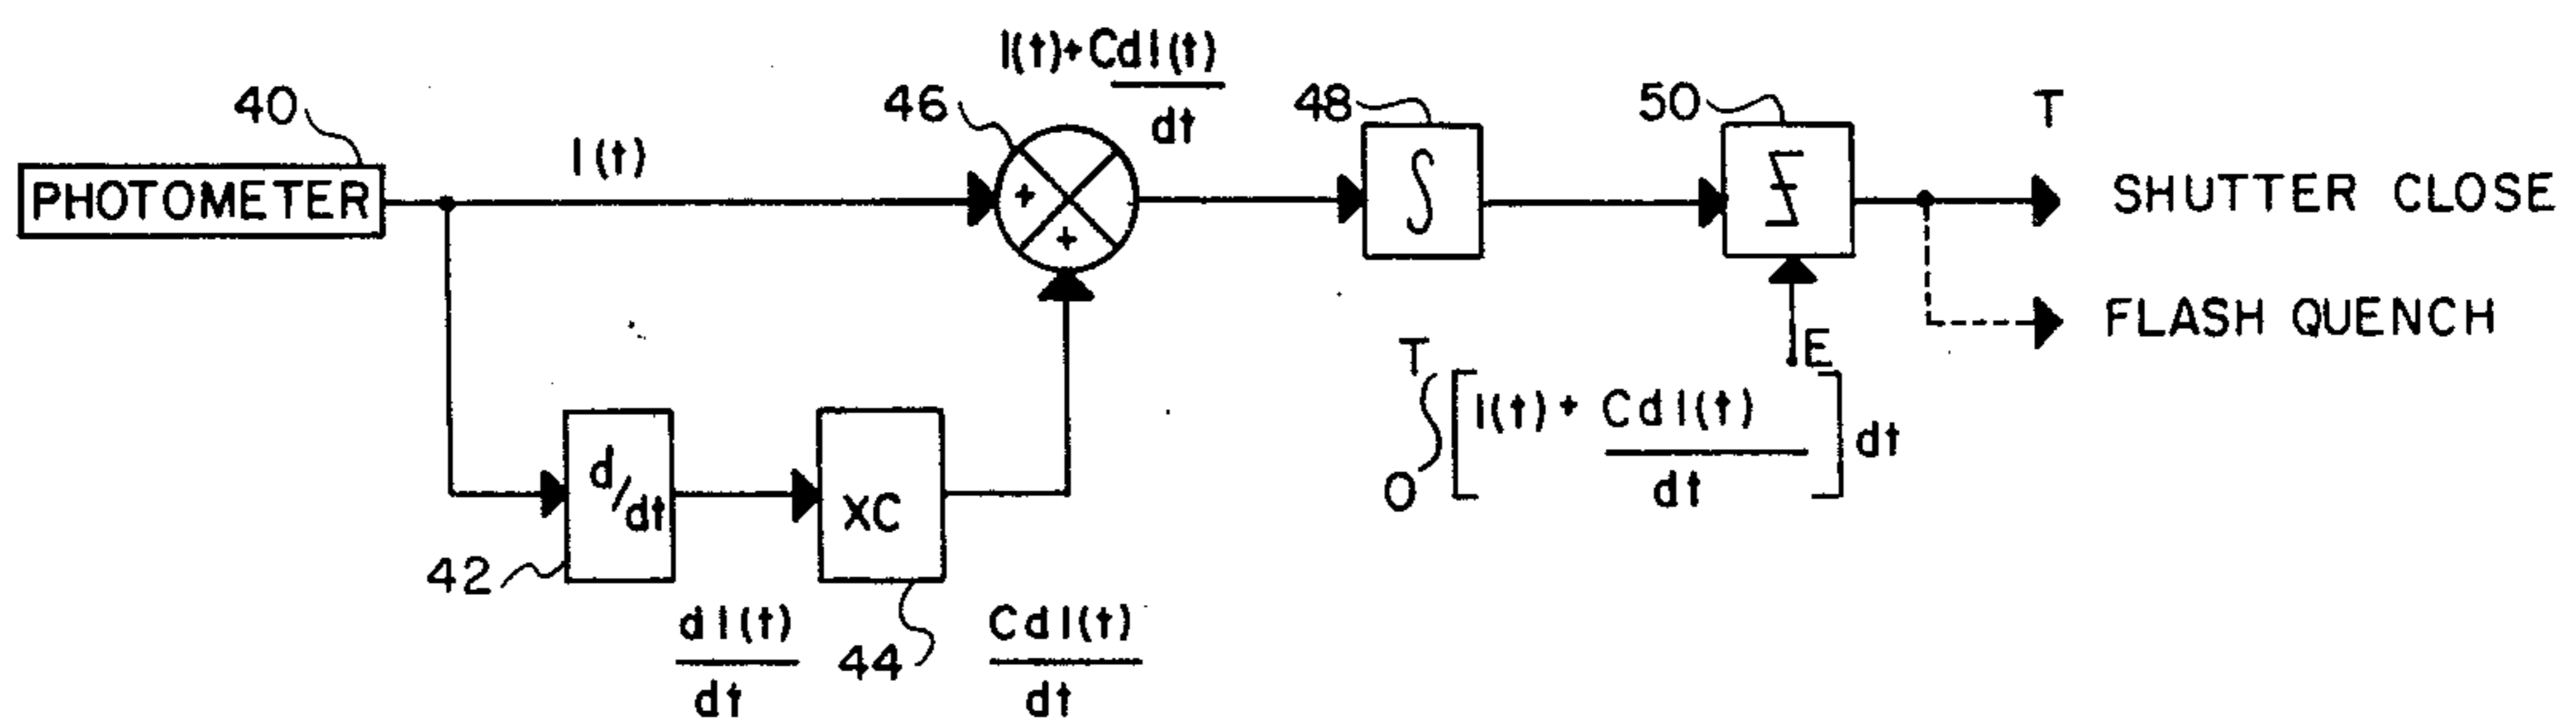 I(t)+CdI(t)
dt
40
46
48
50
T
I(t)
PHOTOMETER
+
+
∫
SHUTTER CLOSE
FLASH QUENCH
E
T
∫[I(t)+ CdI(t)
dt
]dt
O
d/dt
XC
42
44
dI(t)
dt
CdI(t)
dt